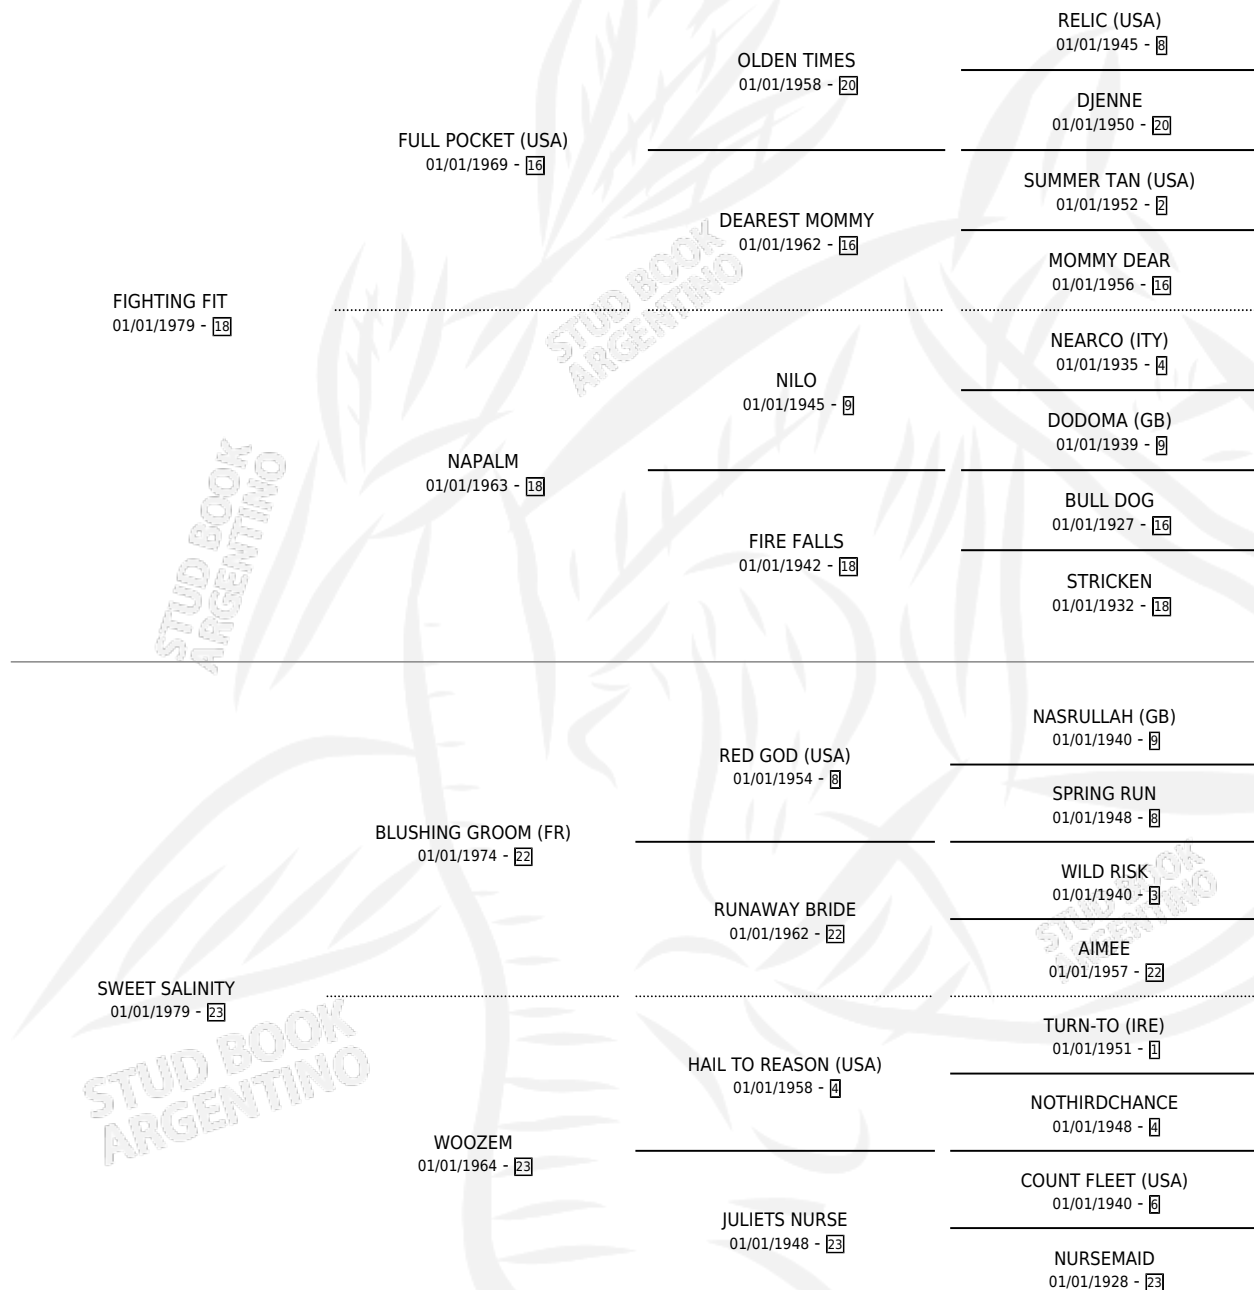 RELIC (USA)
01/01/1945 - 8
OLDEN TIMES
01/01/1958 - 20
DJENNE
01/01/1950 - 20
FULL POCKET (USA)
01/01/1969 - 16
SUMMER TAN (USA)
01/01/1952 - 2
DEAREST MOMMY
01/01/1962 - 16
MOMMY DEAR
01/01/1956 - 16
FIGHTING FIT
01/01/1979 - 18
STUD BOOK
ARGENTINO
NEARCO (ITY)
01/01/1935 - 4
NILO
01/01/1945 - 9
DODOMA (GB)
01/01/1939 - 9
NAPALM
01/01/1963 - 18
BULL DOG
01/01/1927 - 16
FIRE FALLS
01/01/1942 - 18
STRICKEN
01/01/1932 - 18
STUD BOOK
ARGENTINO
NASRULLAH (GB)
01/01/1940 - 9
RED GOD (USA)
01/01/1954 - 8
SPRING RUN
01/01/1948 - 8
BLUSHING GROOM (FR)
01/01/1974 - 22
WILD RISK
01/01/1940 - 3
RUNAWAY BRIDE
01/01/1962 - 22
AIMEE
01/01/1957 - 22
STUD BOOK
ARGENTINO
SWEET SALINITY
01/01/1979 - 23
STUD BOOK
ARGENTINO
TURN-TO (IRE)
01/01/1951 - 1
HAIL TO REASON (USA)
01/01/1958 - 4
NOTHIRDCHANCE
01/01/1948 - 4
WOOZEM
01/01/1964 - 23
COUNT FLEET (USA)
01/01/1940 - 6
JULIETS NURSE
01/01/1948 - 23
NURSEMAID
01/01/1928 - 23